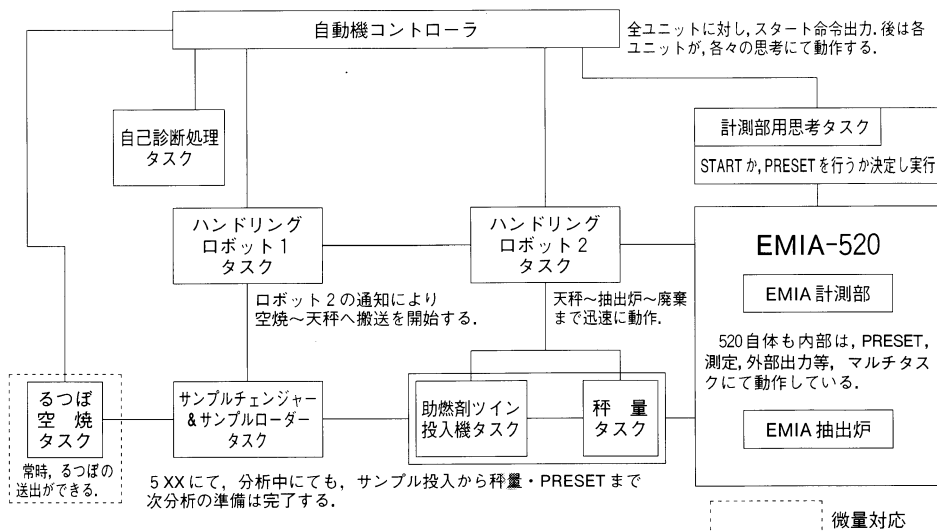 自動機コントローラ
全ユニットに対し,スタート命令出力.後は各
ユニットが,各々の思考にて動作する.
自己診断処理
タスク
計測部用思考タスク
STARTか,PRESETを行うか決定し実行
ハンドリング
ロボット1
タスク
ハンドリング
ロボット2
タスク
ロボット2の通知により
空焼〜天秤へ搬送を開始する.
天秤〜抽出炉〜廃棄
まで迅速に動作.
EMIA-520
EMIA計測部
520自体も内部は,PRESET,
測定,外部出力等,マルチタス
クにて動作している.
EMIA抽出炉
るつぼ
空焼
タスク
常時,るつぼの
送出ができる.
サンプルチェンジャー
&サンプルローダー
タスク
助燃剤ツイン
投入機タスク
秤量
タスク
5XXにて,分析中にても,サンプル投入から秤量・PRESETまで
次分析の準備は完了する.
微量対応